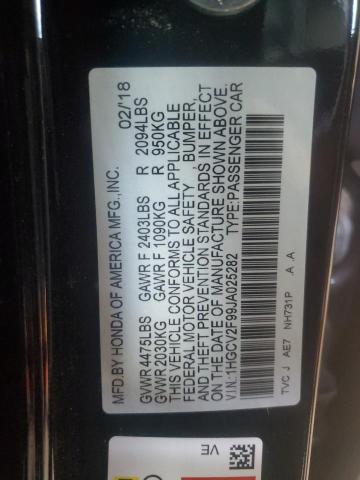 MFD.BY HONDA OF AMERICA MFG.,INC. 02/'18
GVWR 4475LBS GAWR F 2403LBS R 2094LBS
GVWR 2030KG GAWR F 1090KG R 950KG
THIS VEHICLE CONFORMS TO ALL APPLICABLE
FEDERAL MOTOR VEHICLE SAFETY, BUMPER,
AND THEFT PREVENTION STANDARDS IN EFFECT
ON THE DATE OF MANUFACTURE SHOWN ABOVE.
V.I.N.:1HGCV2F99JA025282 TYPE:PASSENGER CAR
TVC J AE7 NH731P .A .A
VE